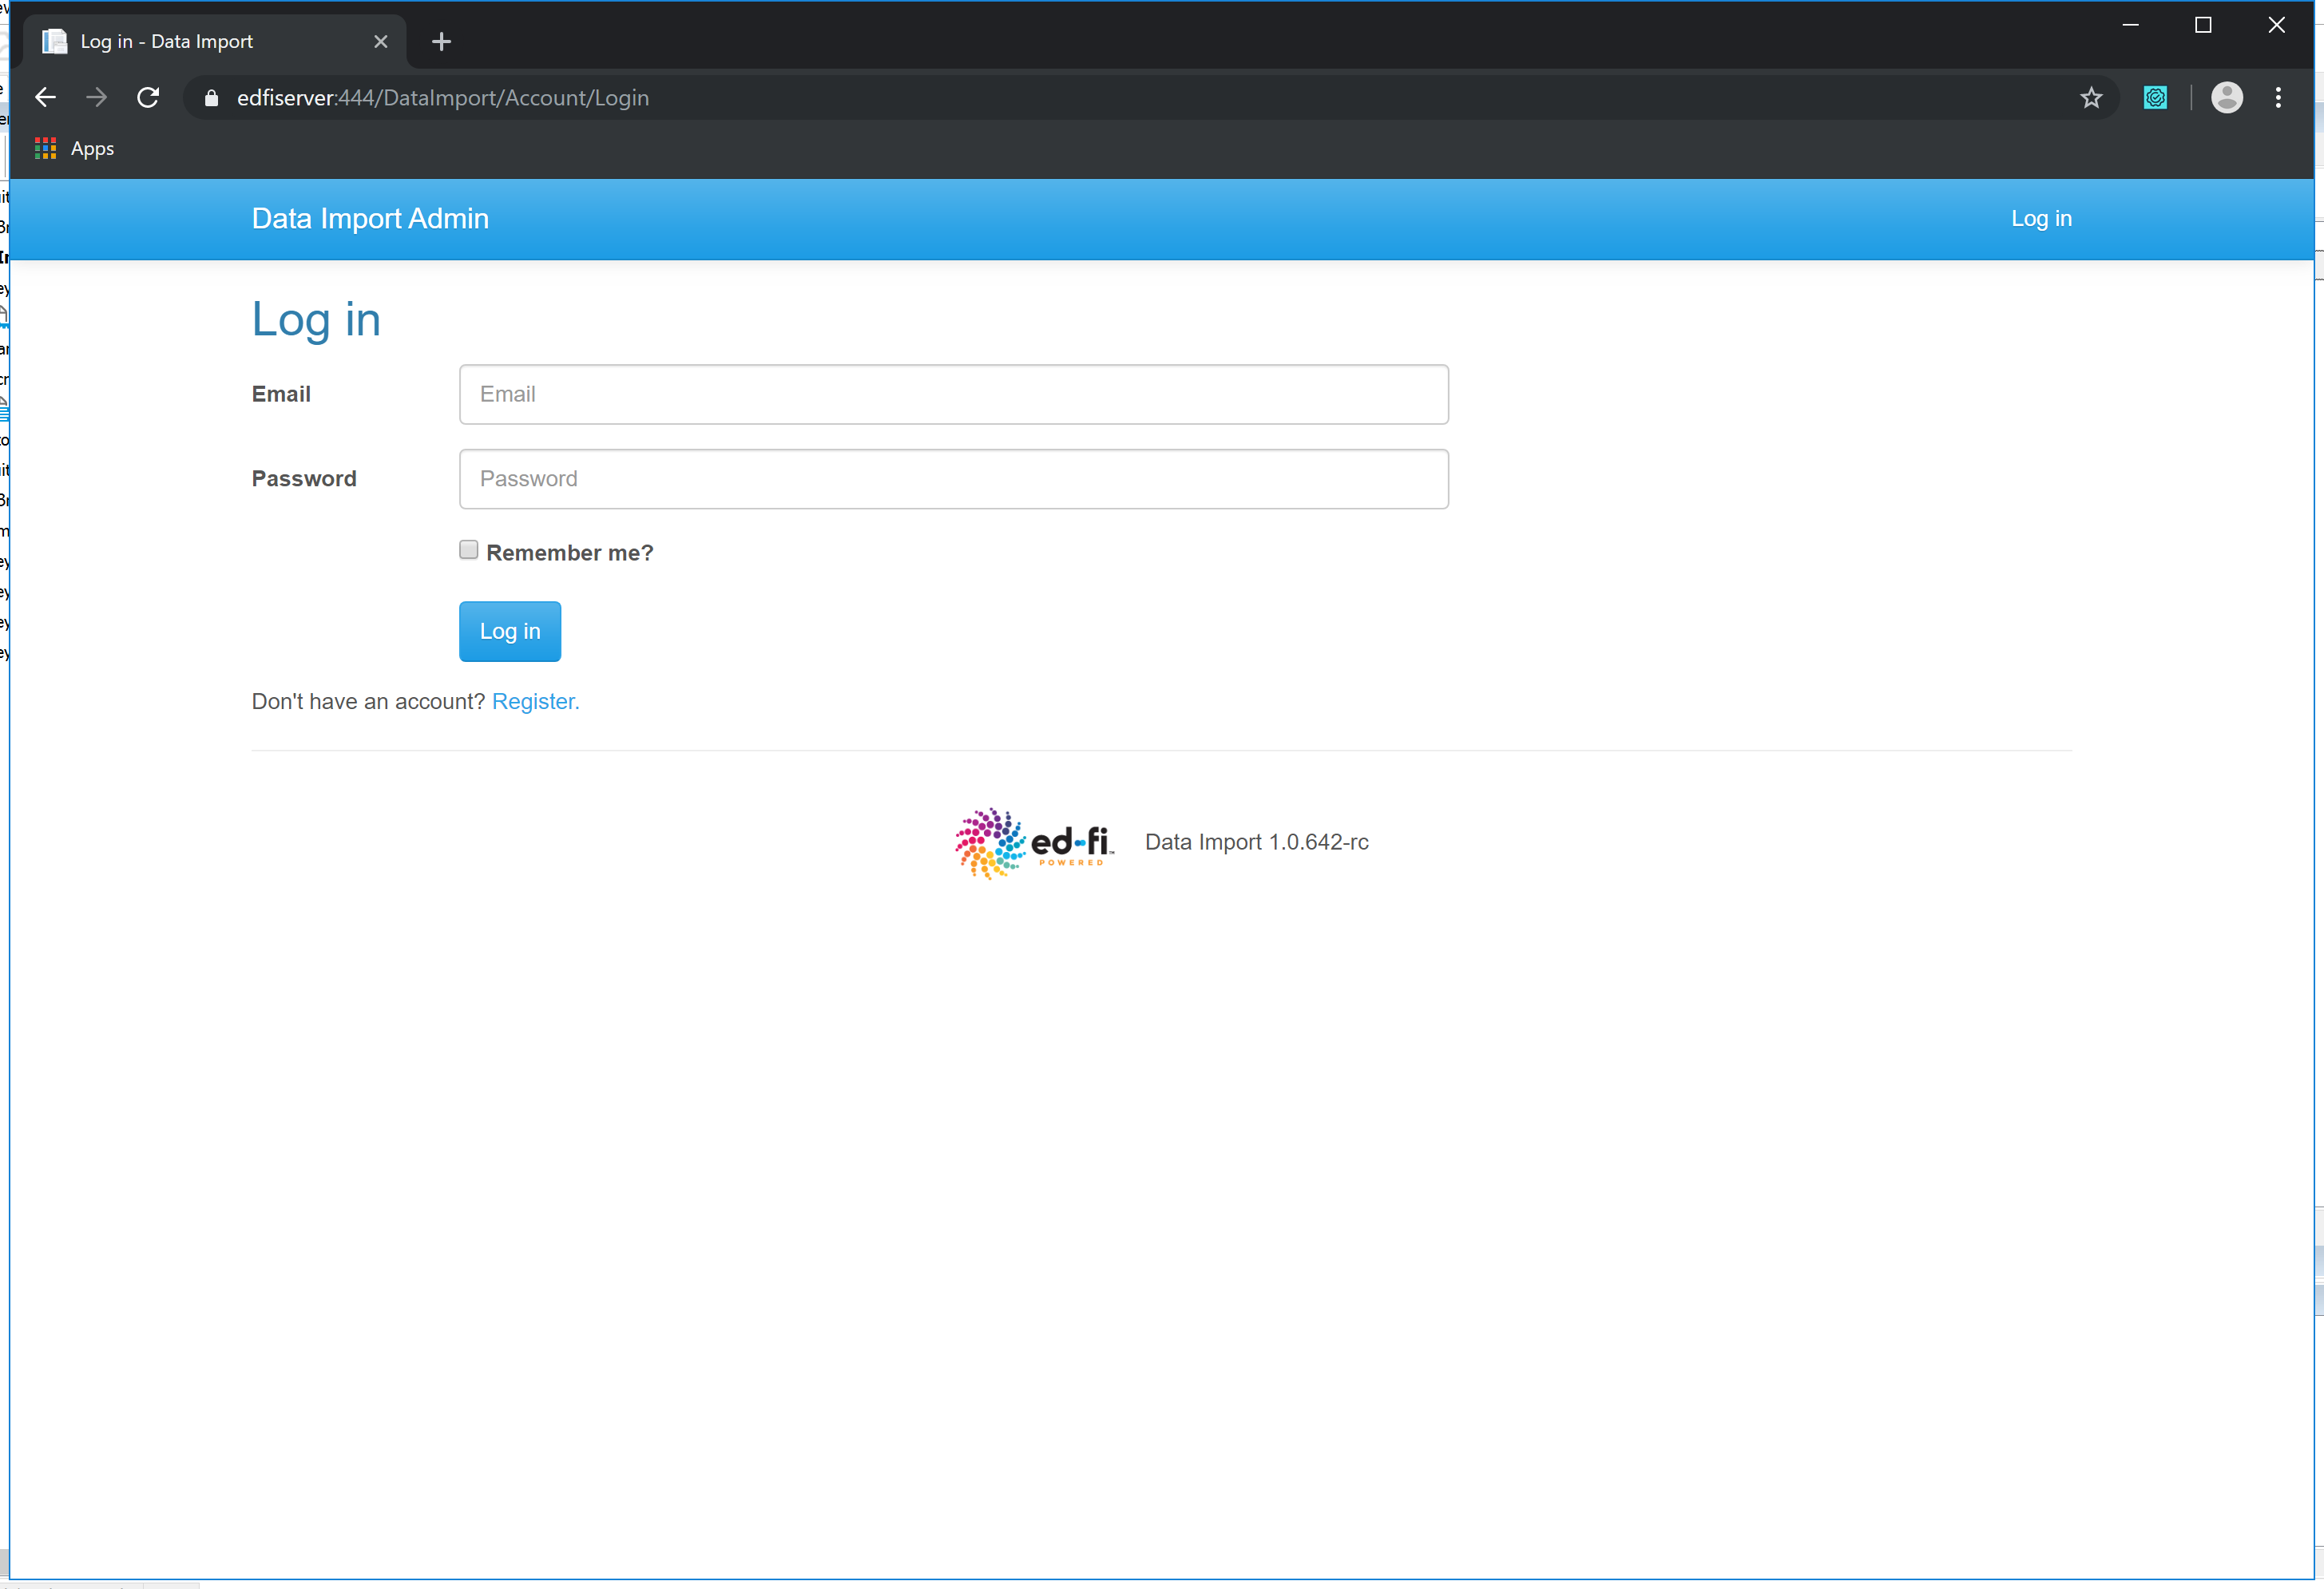 Log in - Data Import
edfiserver:444/DataImport/Account/Login
Apps
Data Import Admin
Log in
Log in
Email
Email
Password
Password
Remember me?
Log in
Don't have an account? Register.
ed-fi™
POWERED
Data Import 1.0.642-rc